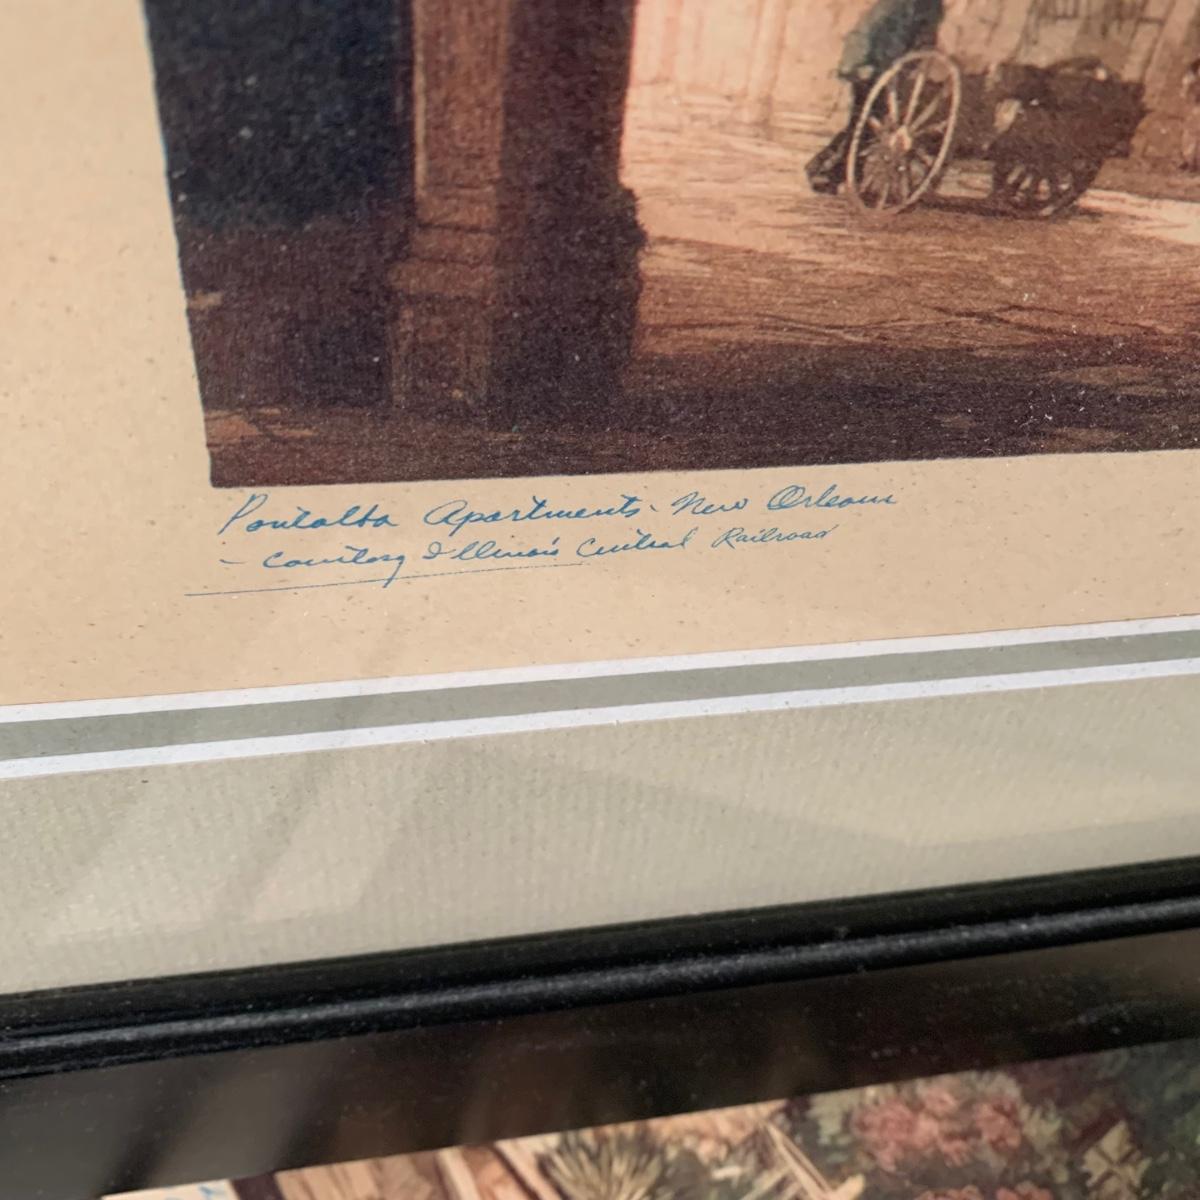 Pontalba Apartments - New Orleans
- Courtesy Illinois Central Railroad